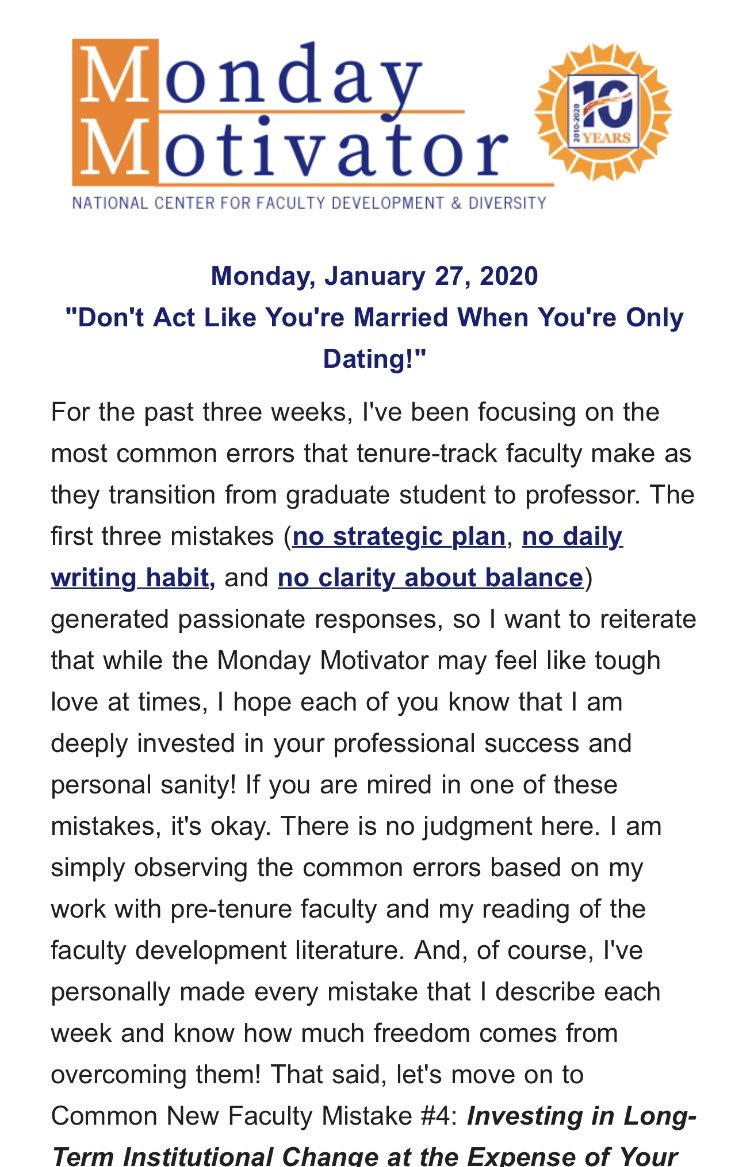 Monday
Motivator
NATIONAL CENTER FOR FACULTY DEVELOPMENT & DIVERSITY
2010-2020
10
YEARS
Monday, January 27, 2020
"Don't Act Like You're Married When You're Only
Dating!"
For the past three weeks, I've been focusing on the
most common errors that tenure-track faculty make as
they transition from graduate student to professor. The
first three mistakes (no strategic plan, no daily
writing habit, and no clarity about balance)
generated passionate responses, so I want to reiterate
that while the Monday Motivator may feel like tough
love at times, I hope each of you know that I am
deeply invested in your professional success and
personal sanity! If you are mired in one of these
mistakes, it's okay. There is no judgment here. I am
simply observing the common errors based on my
work with pre-tenure faculty and my reading of the
faculty development literature. And, of course, I've
personally made every mistake that I describe each
week and know how much freedom comes from
overcoming them! That said, let's move on to
Common New Faculty Mistake #4: Investing in Long-
Term Institutional Change at the Expense of Your